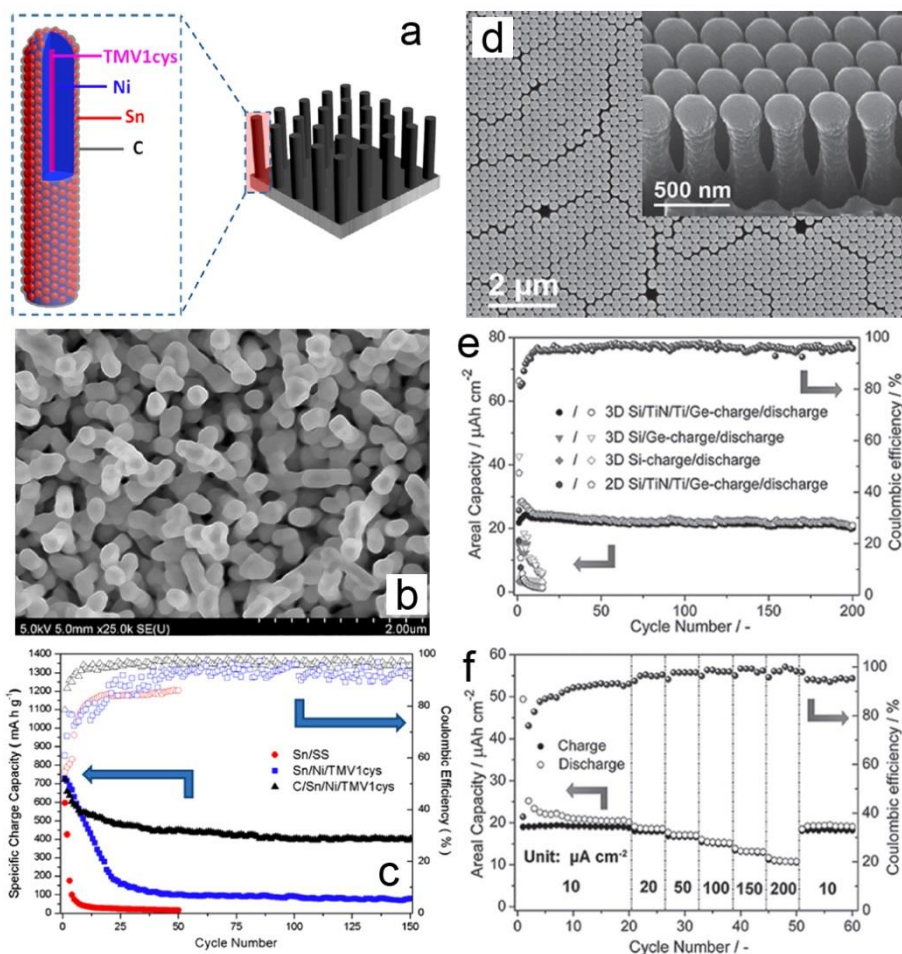 a
TMV1cys
Ni
Sn
C
b
5.0kV 5.0mm x25.0k SE(U)
2.00um
1400
1300
1200
1100
1000
900
800
700
600
500
400
300
200
100
0
Speicific Charge Capacity ( mA h g-1)
100
80
60
40
20
0
Coulombic Efficiency ( % )
Sn/SS
Sn/Ni/TMV1cys
C/Sn/Ni/TMV1cys
c
0 25 50 75 100 125 150
Cycle Number
d
500 nm
2 µm
e
80
60
40
20
0
Areal Capacity / µAh cm-2
100
80
60
40
20
0
Coulombic efficiency / %
/ 3D Si/TiN/Ti/Ge-charge/discharge
/ 3D Si/Ge-charge/discharge
/ 3D Si-charge/discharge
/ 2D Si/TiN/Ti/Ge-charge/discharge
0 25 50 75 100 125 150 175 200
Cycle Number / -
f
60
50
40
30
20
10
0
Areal Capacity / µAh cm-2
100
80
60
40
20
0
Coulombic efficiency / %
Charge
Discharge
Unit: µA cm-2
10 20 50 100 150 200 10
0 10 20 30 40 50 60
Cycle Number / -